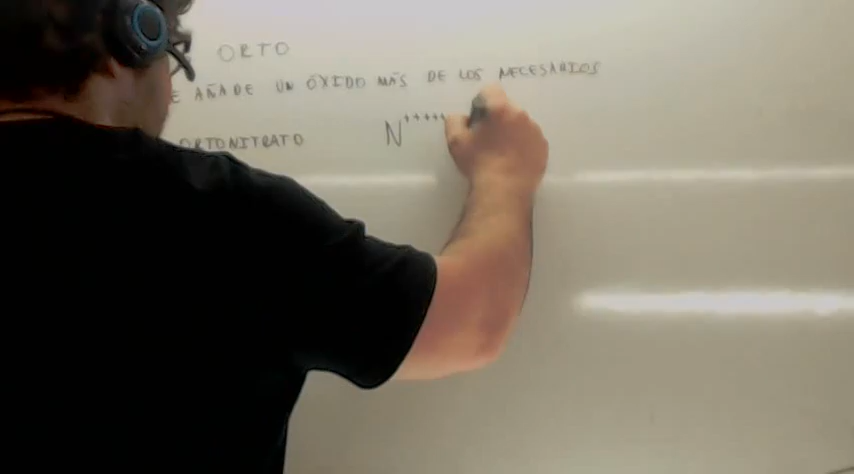 ORTO
E AÑADE UN ÓXIDO MÁS DE LOS NECESARIOS
ORTONITRATO N+++++